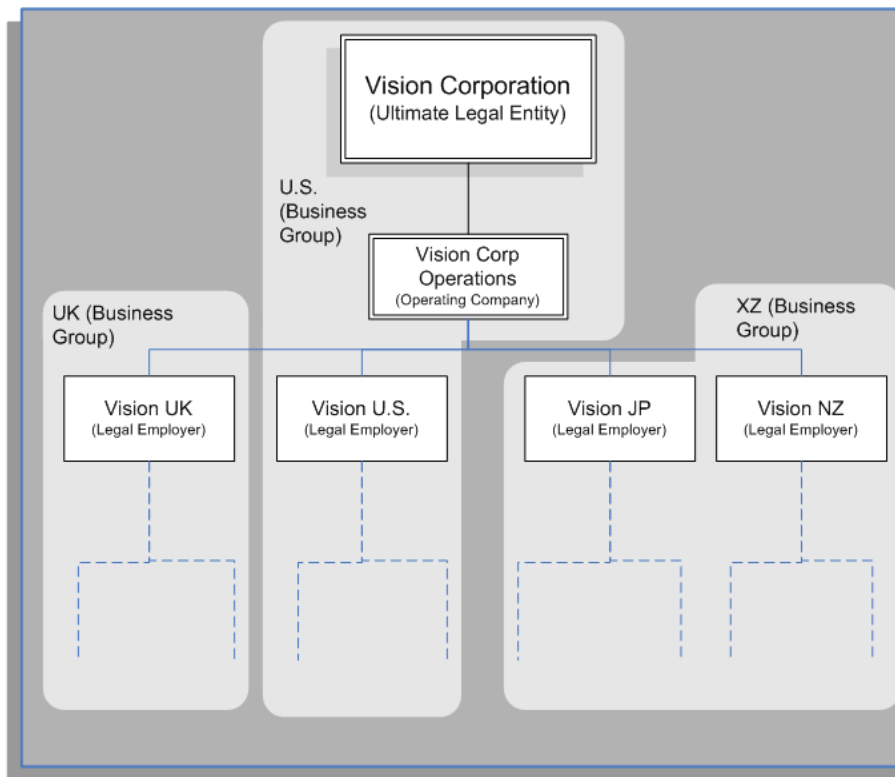 Vision Corporation
(Ultimate Legal Entity)
U.S.
(Business
Group)
Vision Corp
Operations
(Operating Company)
UK (Business
Group)
XZ (Business
Group)
Vision UK
(Legal Employer)
Vision U.S.
(Legal Employer)
Vision JP
(Legal Employer)
Vision NZ
(Legal Employer)